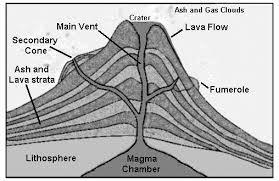 Crater
Ash and Gas Clouds
Main Vent
Lava Flow
Secondary
Cone
Ash and
Lava strata
Fumerole
Lithosphere
Magma
Chamber